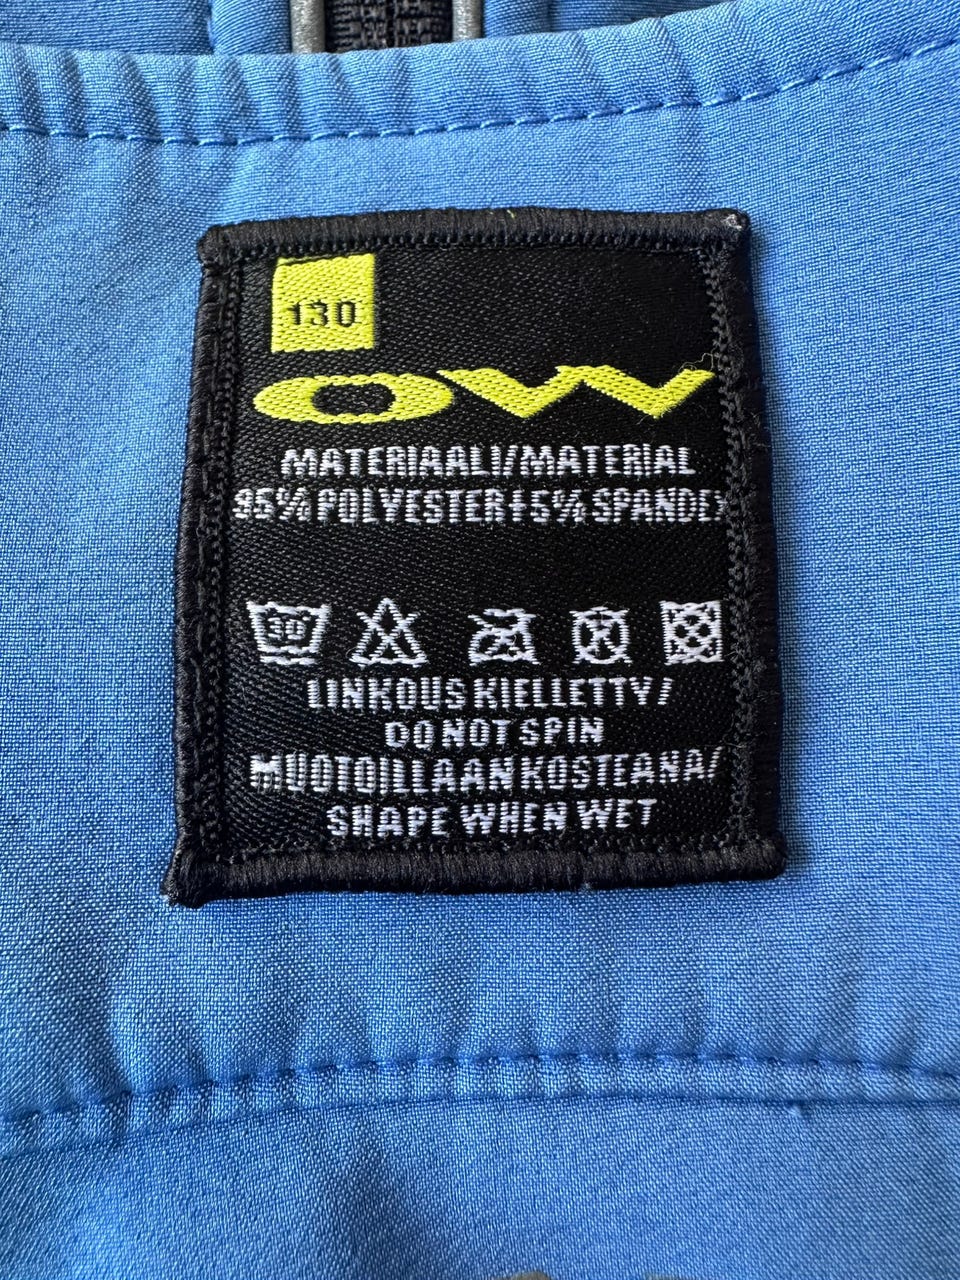 130
OW
MATERIAALI/MATERIAL
95% POLYESTER+5% SPANDEX
30
LINKOUS KIELLETTY/
DO NOT SPIN
MUOTOILLAAN KOSTEANA/
SHAPE WHEN WET